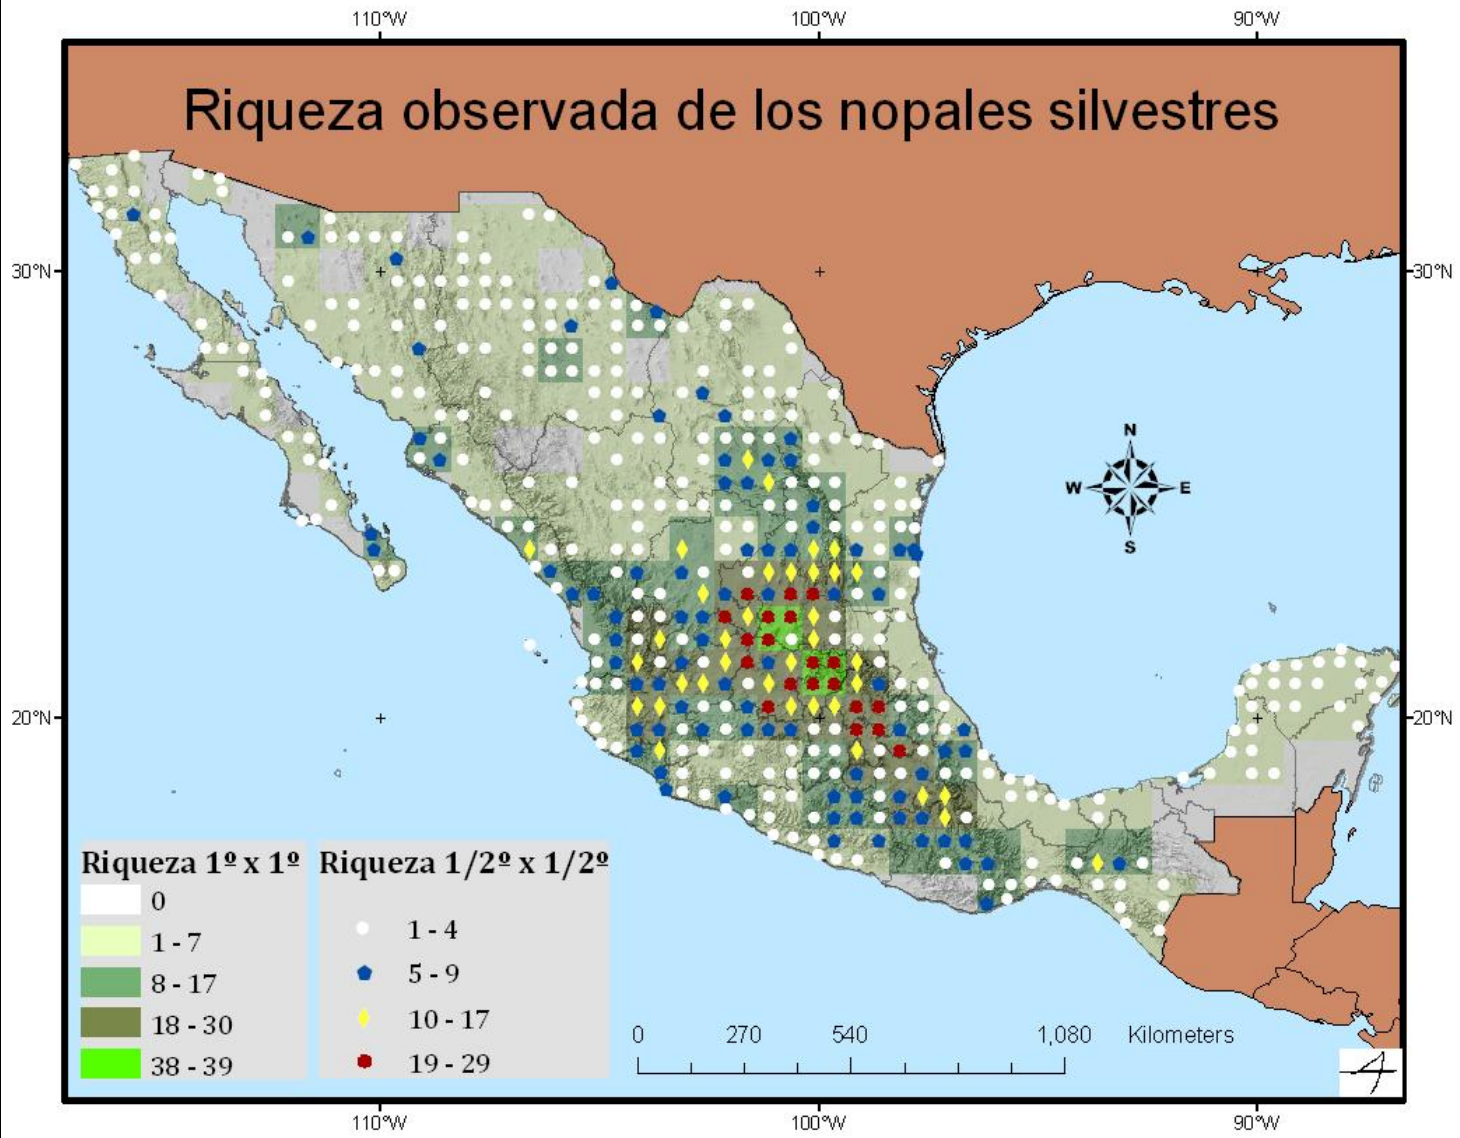 110°W 100°W 90°W
Riqueza observada de los nopales silvestres
30°N 30°N
N
W E
S
20°N 20°N
Riqueza 1º x 1º
0
1 - 7
8 - 17
18 - 30
38 - 39
Riqueza 1/2º x 1/2º
1 - 4
5 - 9
10 - 17
19 - 29
0 270 540 1,080 Kilometers
110°W 100°W 90°W